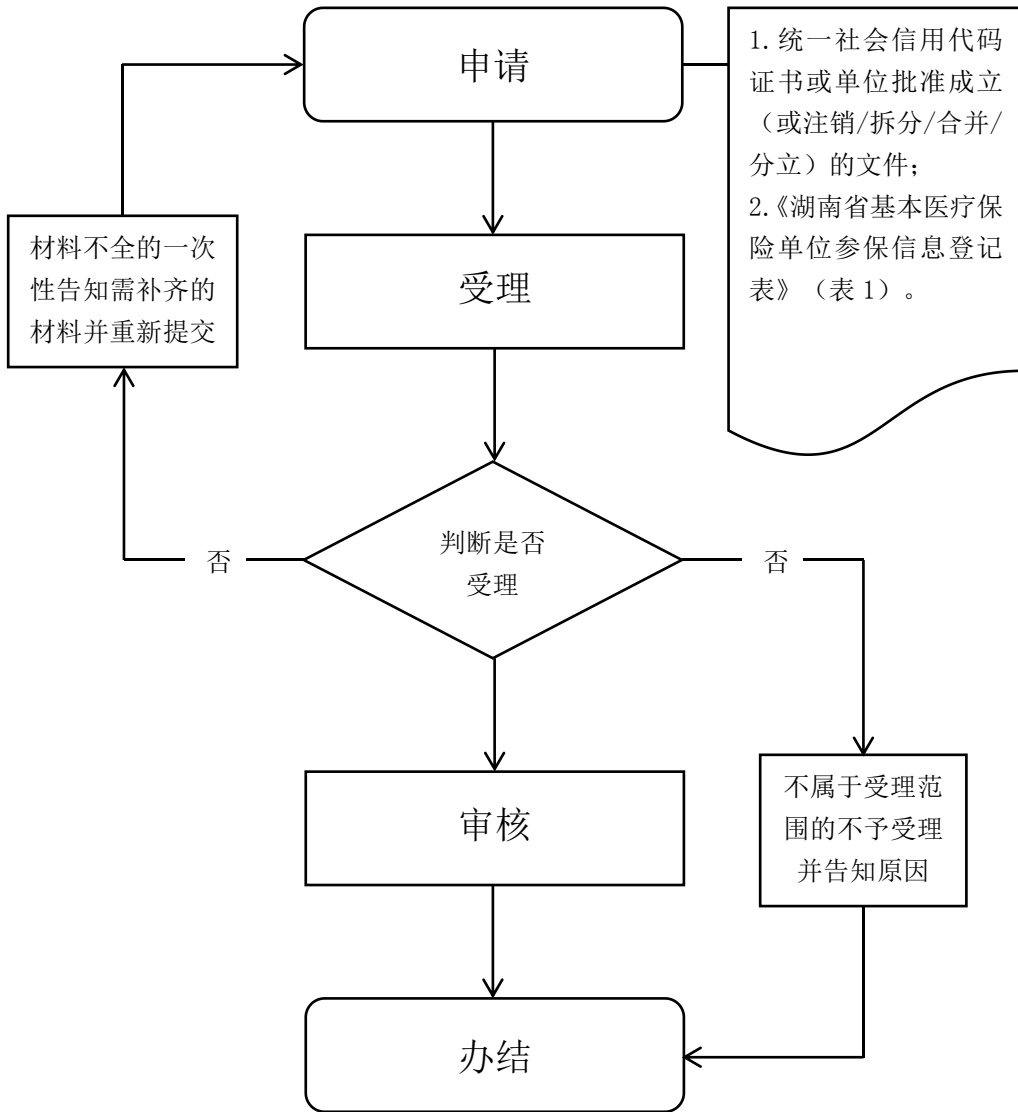 申请
1.统一社会信用代码
证书或单位批准成立
（或注销/拆分/合并/
分立）的文件；
2.《湖南省基本医疗保
险单位参保信息登记
表》（表 1）。
材料不全的一次
性告知需补齐的
材料并重新提交
受理
否
判断是否
受理
否
审核
不属于受理范
围的不予受理
并告知原因
办结